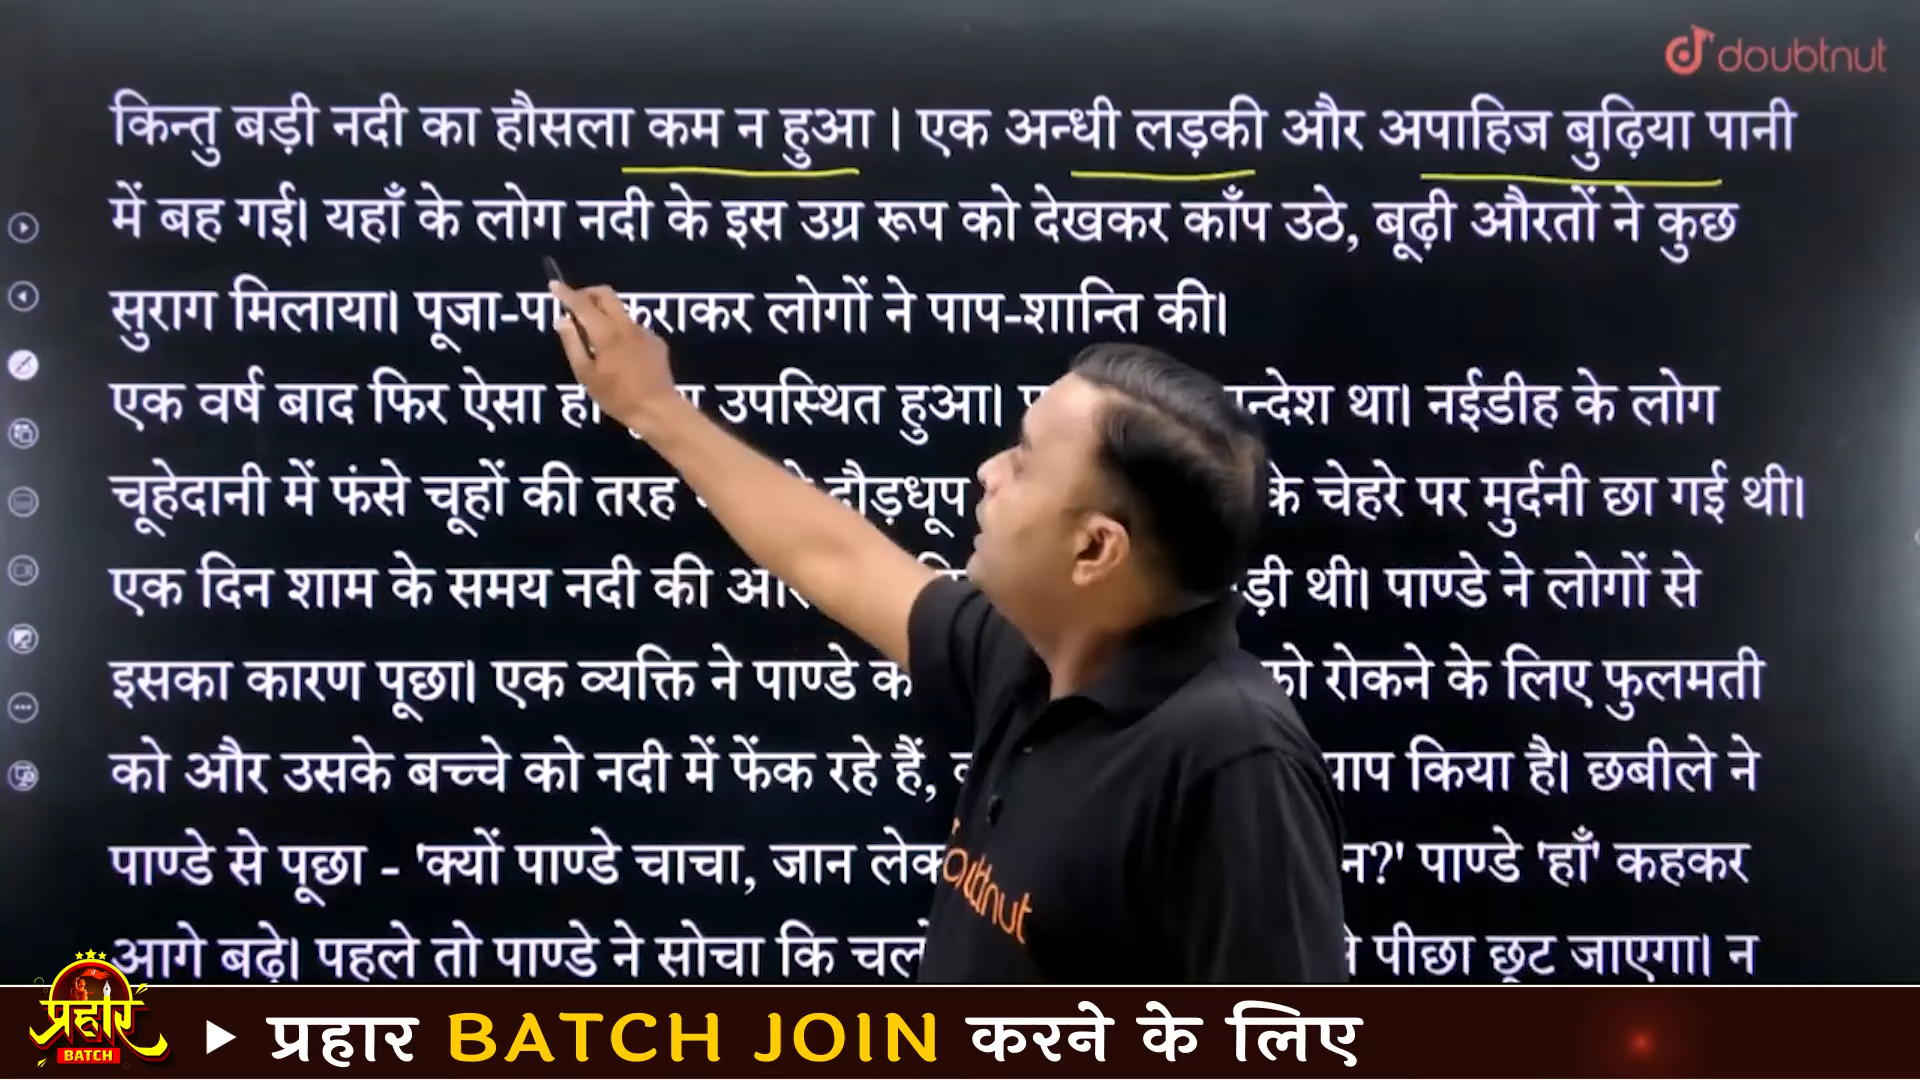 doubtnut
किन्तु बड़ी नदी का हौसला कम न हुआ । एक अन्धी लड़की और अपाहिज बुढ़िया पानी
में बह गई। यहाँ के लोग नदी के इस उग्र रूप को देखकर काँप उठे, बूढ़ी औरतों ने कुछ
सुराग मिलाया। पूजा- कराकर लोगों ने पाप-शान्ति की।
एक वर्ष बाद फिर ऐसा उपस्थित हुआ। था। नईडीह के लोग
चूहेदानी में फंसे चूहों की तरह दौड़धूप के चेहरे पर मुर्दनी छा गई थी।
एक दिन शाम के समय नदी की थी। पाण्डे ने लोगों से
इसका कारण पूछा। एक व्यक्ति ने पाण्डे रोकने के लिए फुलमती
को और उसके बच्चे को नदी में फेंक रहे हैं, पाप किया है। छबीले ने
पाण्डे से पूछा - 'क्यों पाण्डे चाचा, जान न?' पाण्डे 'हाँ' कहकर
आगे बढ़े। पहले तो पाण्डे ने सोचा कि पीछा छूट जाएगा। न
प्रहार
BATCH
प्रहार BATCH JOIN करने के लिए